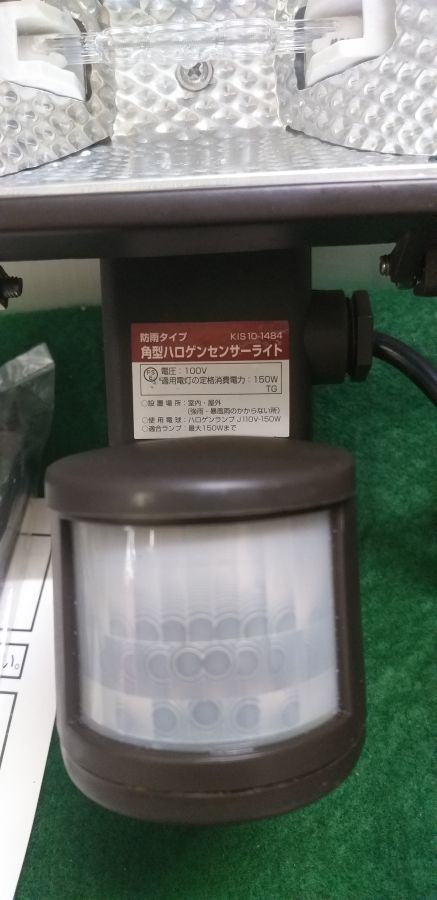 防雨タイプ KIS10-1484
角型ハロゲンセンサーライト
PS
E
電圧：100V
適用電灯の定格消費電力：150W
TG
○設置場所：室内・屋外
(強雨・暴風雨のかからない所)
○使用電球：ハロゲンランプ J110V-150W
○適合ランプ：最大150Wまで
い。